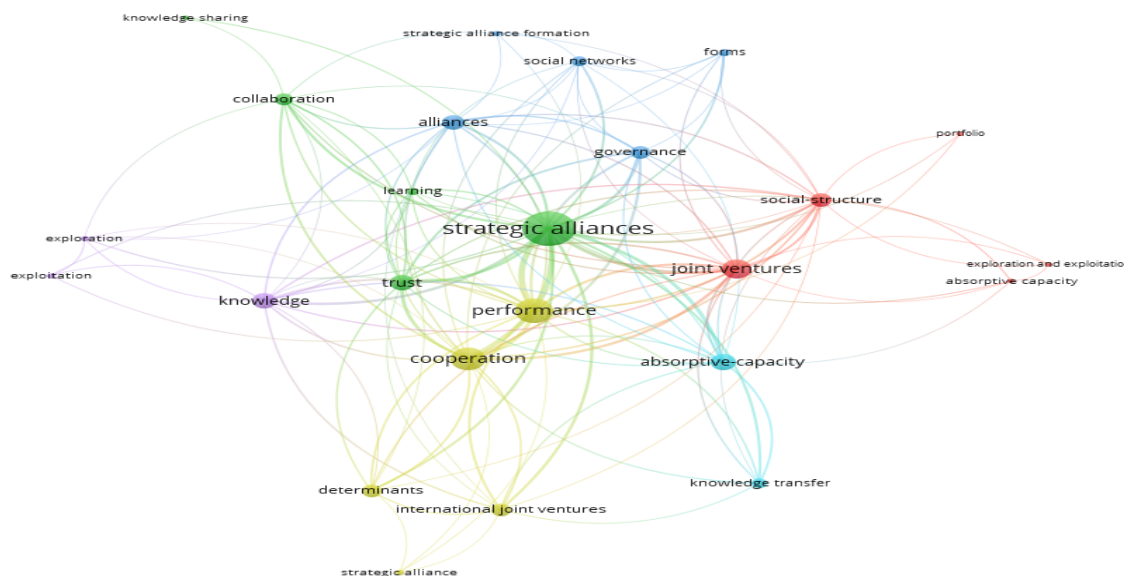 knowledge sharing
strategic alliance formation
forms
social networks
collaboration
alliances
portfolio
governance
learning
social-structure
strategic alliances
exploration
exploration and exploitatio
joint ventures
exploitation
absorptive capacity
trust
knowledge
performance
cooperation
absorptive-capacity
knowledge transfer
determinants
international joint ventures
strategic alliance